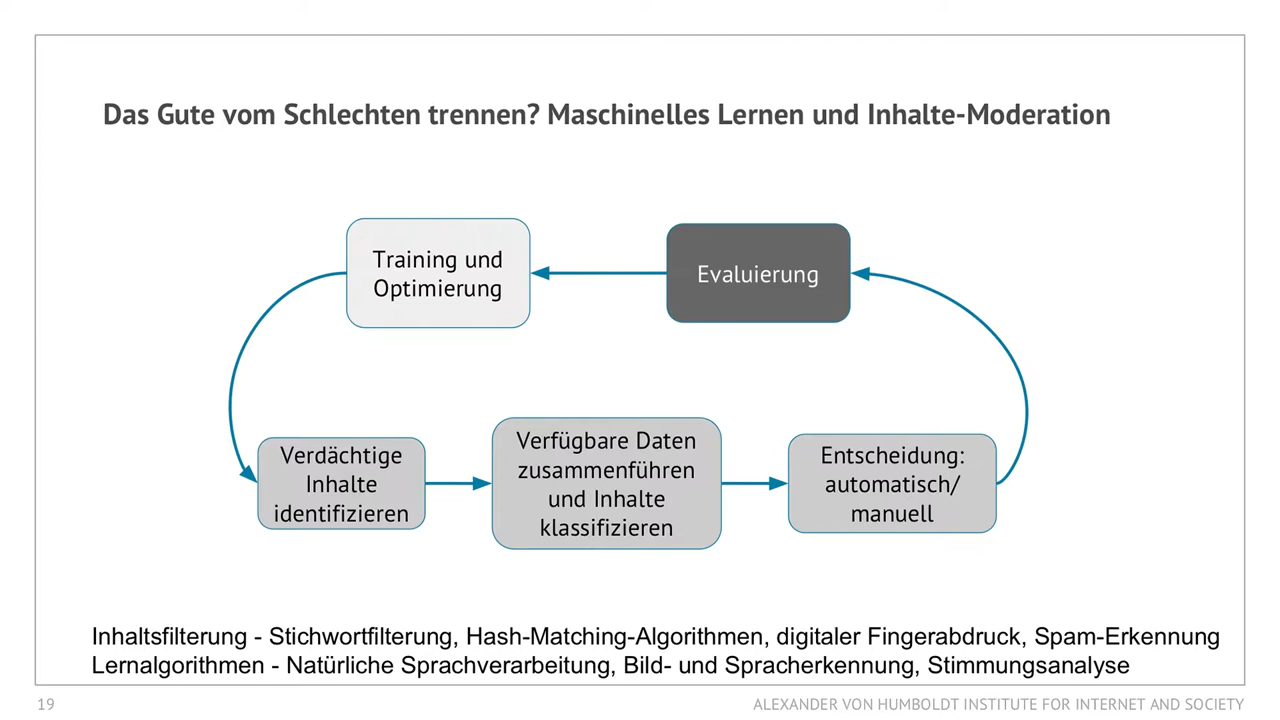 Das Gute vom Schlechten trennen? Maschinelles Lernen und Inhalte-Moderation
Training und
Optimierung
Evaluierung
Verdächtige
Inhalte
identifizieren
Verfügbare Daten
zusammenführen
und Inhalte
klassifizieren
Entscheidung:
automatisch/
manuell
Inhaltsfilterung - Stichwortfilterung, Hash-Matching-Algorithmen, digitaler Fingerabdruck, Spam-Erkennung
Lernalgorithmen - Natürliche Sprachverarbeitung, Bild- und Spracherkennung, Stimmungsanalyse
19
ALEXANDER VON HUMBOLDT INSTITUTE FOR INTERNET AND SOCIETY